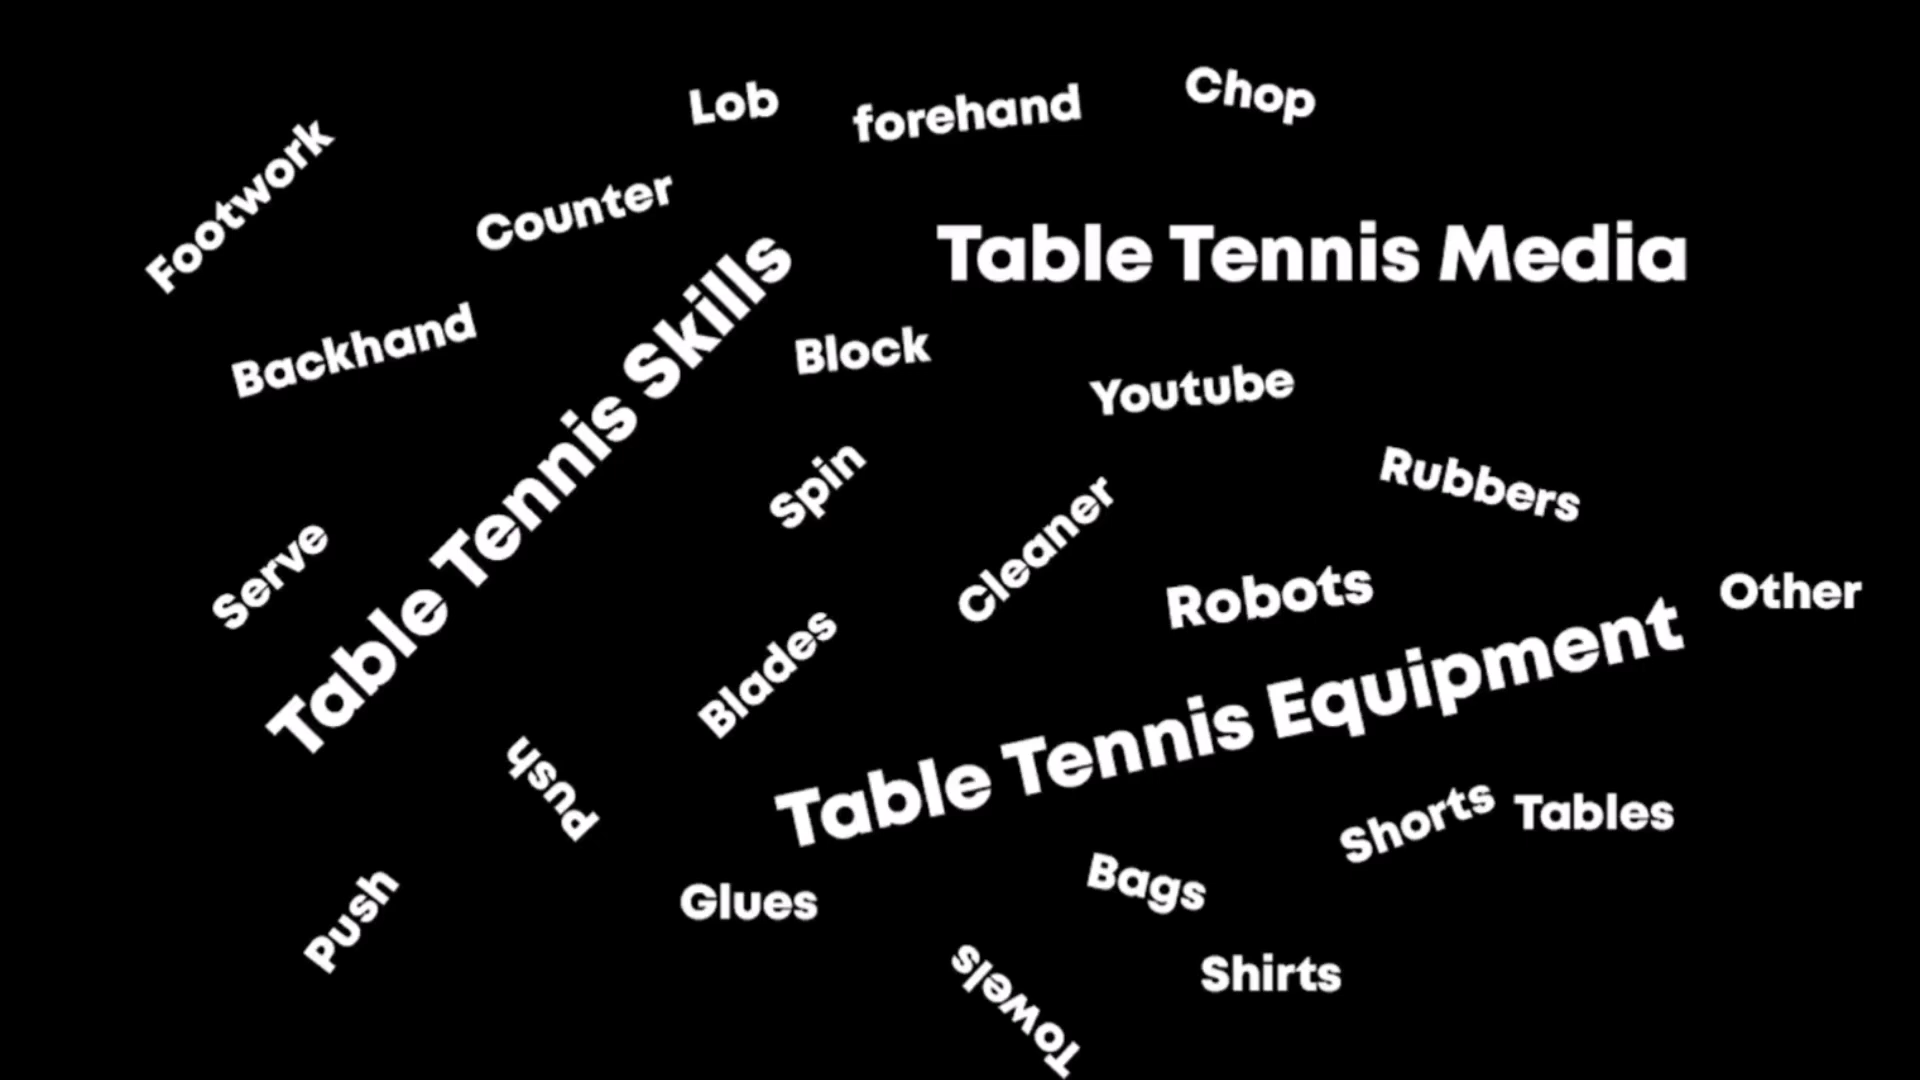 Lob
forehand
Chop
Footwork
Counter
Table Tennis Media
Backhand
Table Tennis Skills
Block
Youtube
Spin
Rubbers
Cleaner
Serve
Robots
Other
Blades
Table Tennis Equipment
Push
Shorts
Tables
Bags
Glues
Push
Shirts
Towels